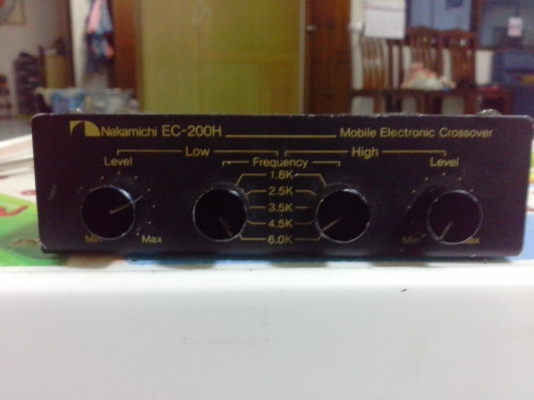 Nakamichi EC-200H Mobile Electronic Crossover
Low High
Level Frequency Level
1.8K
2.5K
3.5K
4.5K
Min Max 6.0K Min Max